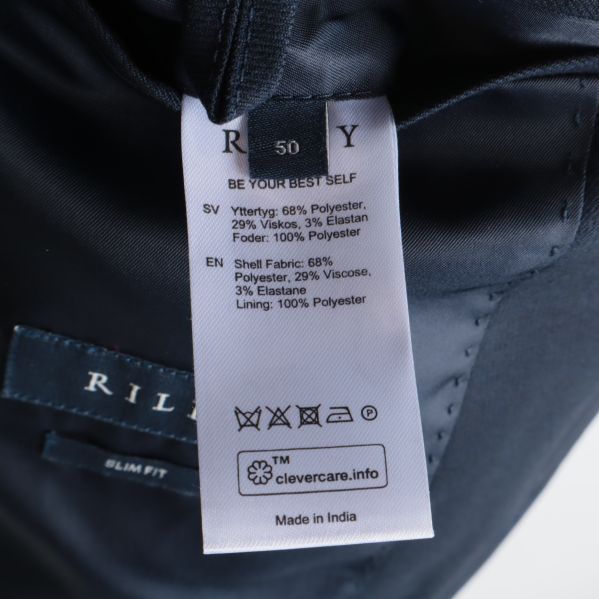 R Y
50
BE YOUR BEST SELF
SV Yttertyg: 68% Polyester,
29% Viskos, 3% Elastan
Foder: 100% Polyester
EN Shell Fabric: 68%
Polyester, 29% Viscose,
3% Elastane
Lining: 100% Polyester
P
TM
clevercare.info
Made in India
RIL
SLIM FIT